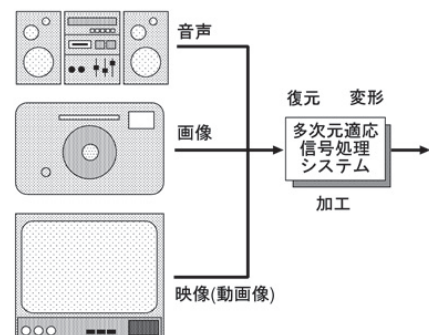 音声
画像
映像(動画像)
復元 変形
多次元適応
信号処理
システム
加工